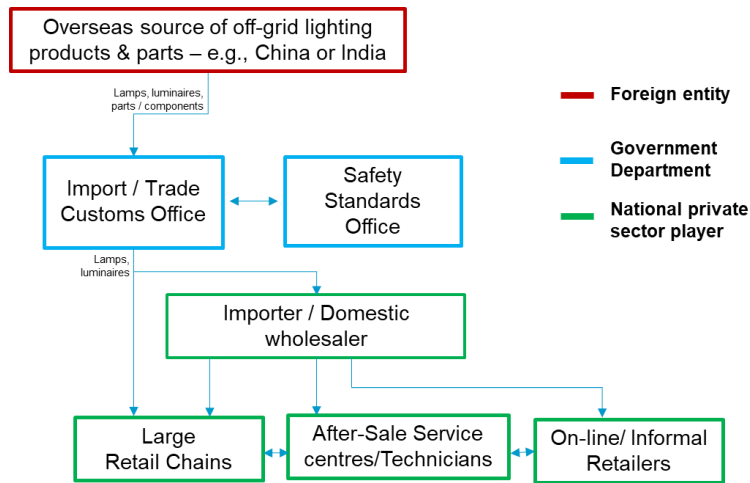 Overseas source of off-grid lighting
products & parts – e.g., China or India
Lamps, luminaires,
parts / components
Foreign entity
Government
Department
National private
sector player
Import / Trade
Customs Office
Safety
Standards
Office
Lamps,
luminaires
Importer / Domestic
wholesaler
Large
Retail Chains
After-Sale Service
centres/Technicians
On-line/ Informal
Retailers